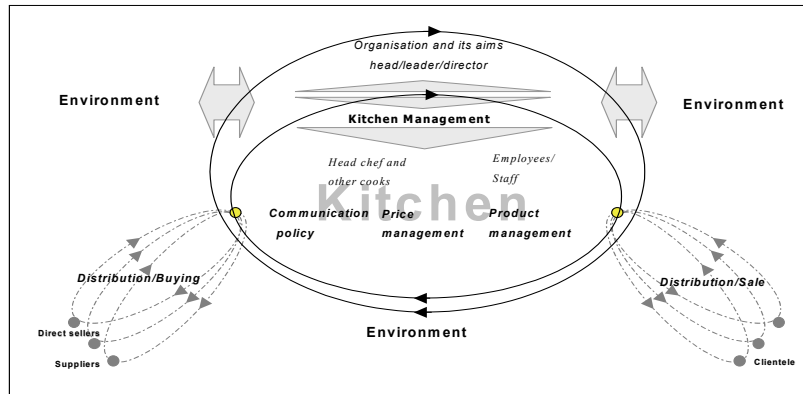 Organisation and its aims
head/leader/director
Environment
Environment
Kitchen Management
Head chef and
other cooks
Employees/
Staff
Kitchen
Communication
policy
Price
management
Product
management
Distribution/Buying
Distribution/Sale
Direct sellers
Suppliers
Environment
Clientele